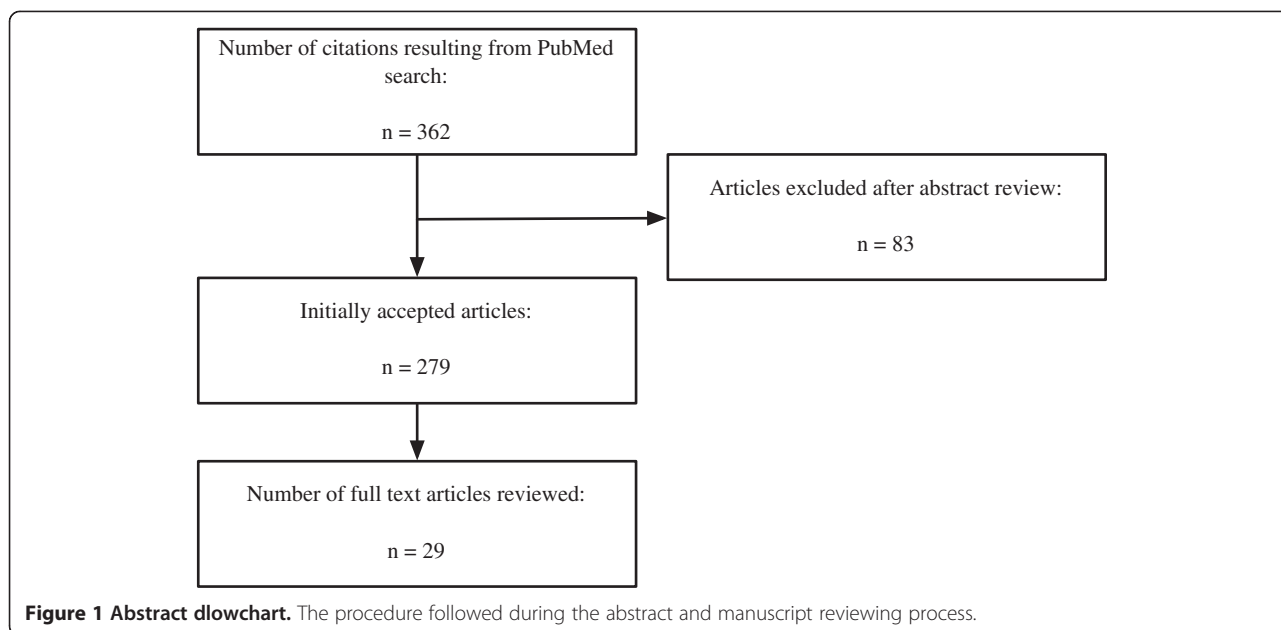 Number of citations resulting from PubMed
search:
n = 362
Articles excluded after abstract review:
n = 83
Initially accepted articles:
n = 279
Number of full text articles reviewed:
n = 29
Figure 1 Abstract dlowchart. The procedure followed during the abstract and manuscript reviewing process.